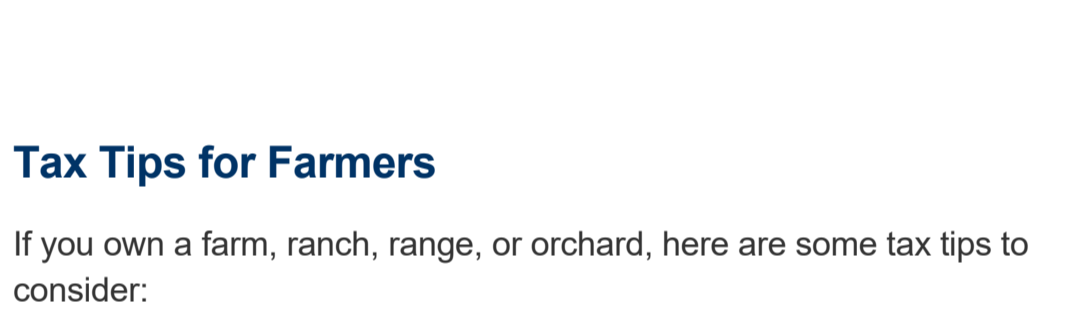 Tax Tips for Farmers
If you own a farm, ranch, range, or orchard, here are some tax tips to
consider: